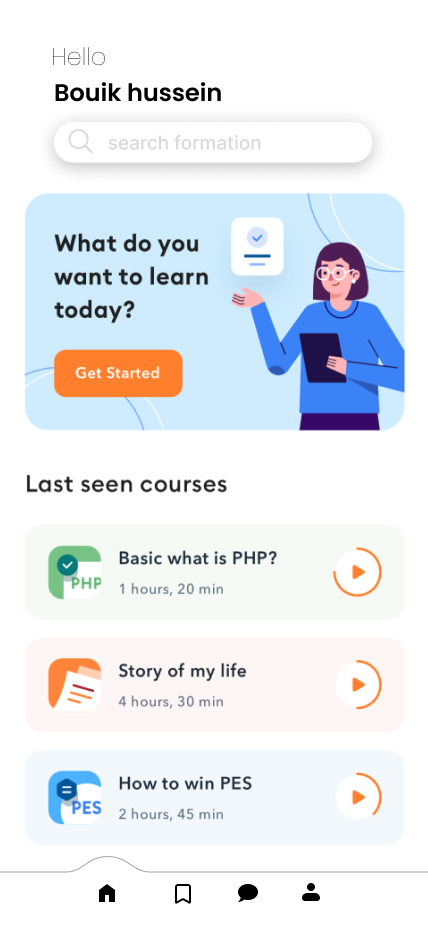 Hello
Bouik hussein
search formation
What do you
want to learn
today?
Get Started
Last seen courses
PHP
Basic what is PHP?
1 hours, 20 min
Story of my life
4 hours, 30 min
PES
How to win PES
2 hours, 45 min